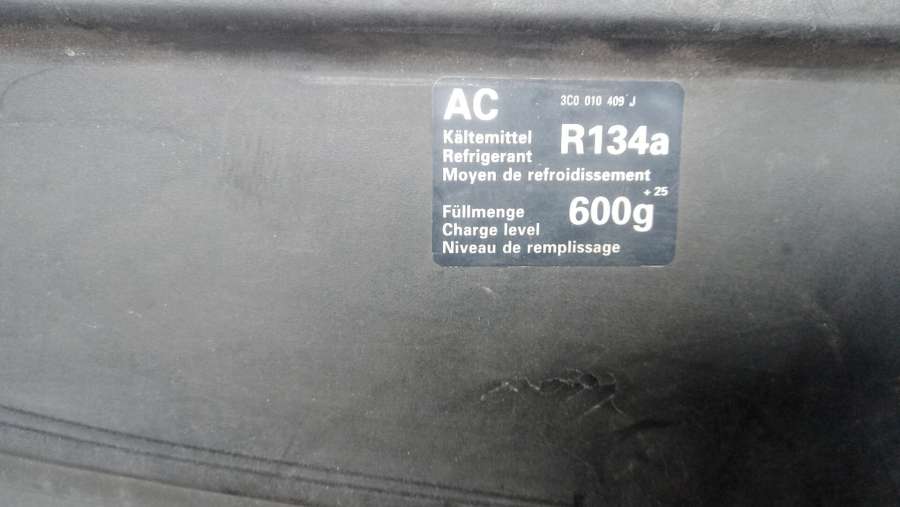 AC 3C0 010 409 J
Kältemittel R134a
Refrigerant
Moyen de refroidissement
+ 25
Füllmenge 600g
Charge level
Niveau de remplissage